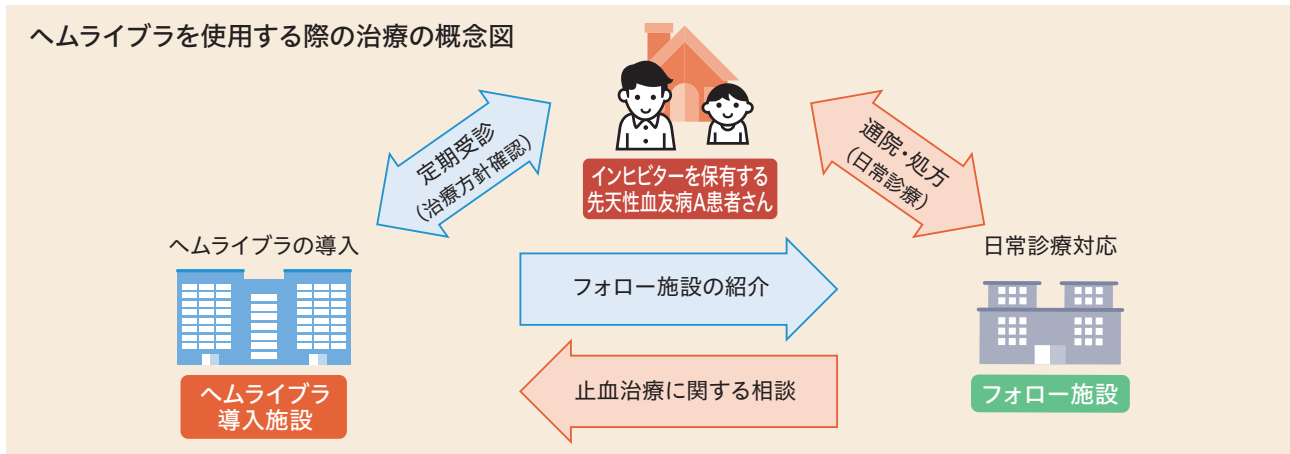 ヘムライブラを使用する際の治療の概念図
定期受診
(治療方針確認)
インヒビターを保有する
先天性血友病A患者さん
通院・処方
(日常診療)
ヘムライブラの導入
日常診療対応
フォロー施設の紹介
止血治療に関する相談
ヘムライブラ
導入施設
フォロー施設